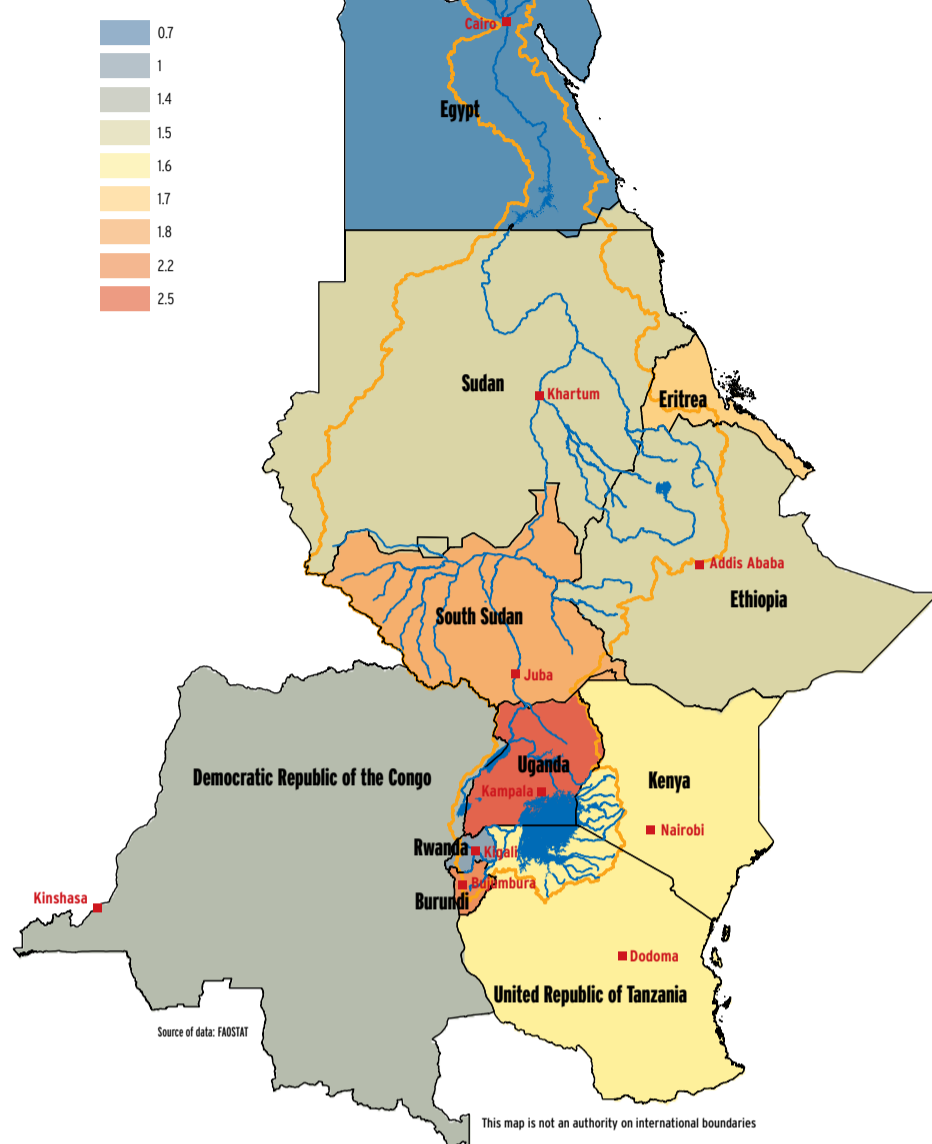 0.7
1
1.4
1.5
1.6
1.7
1.8
2.2
2.5
Cairo
Egypt
Sudan
Khartum
Eritrea
Addis Ababa
Ethiopia
South Sudan
Juba
Democratic Republic of the Congo
Uganda
Kampala
Kenya
Nairobi
Rwanda
Kigali
Bujumbura
Burundi
Kinshasa
Dodoma
United Republic of Tanzania
Source of data: FAOSTAT
This map is not an authority on international boundaries